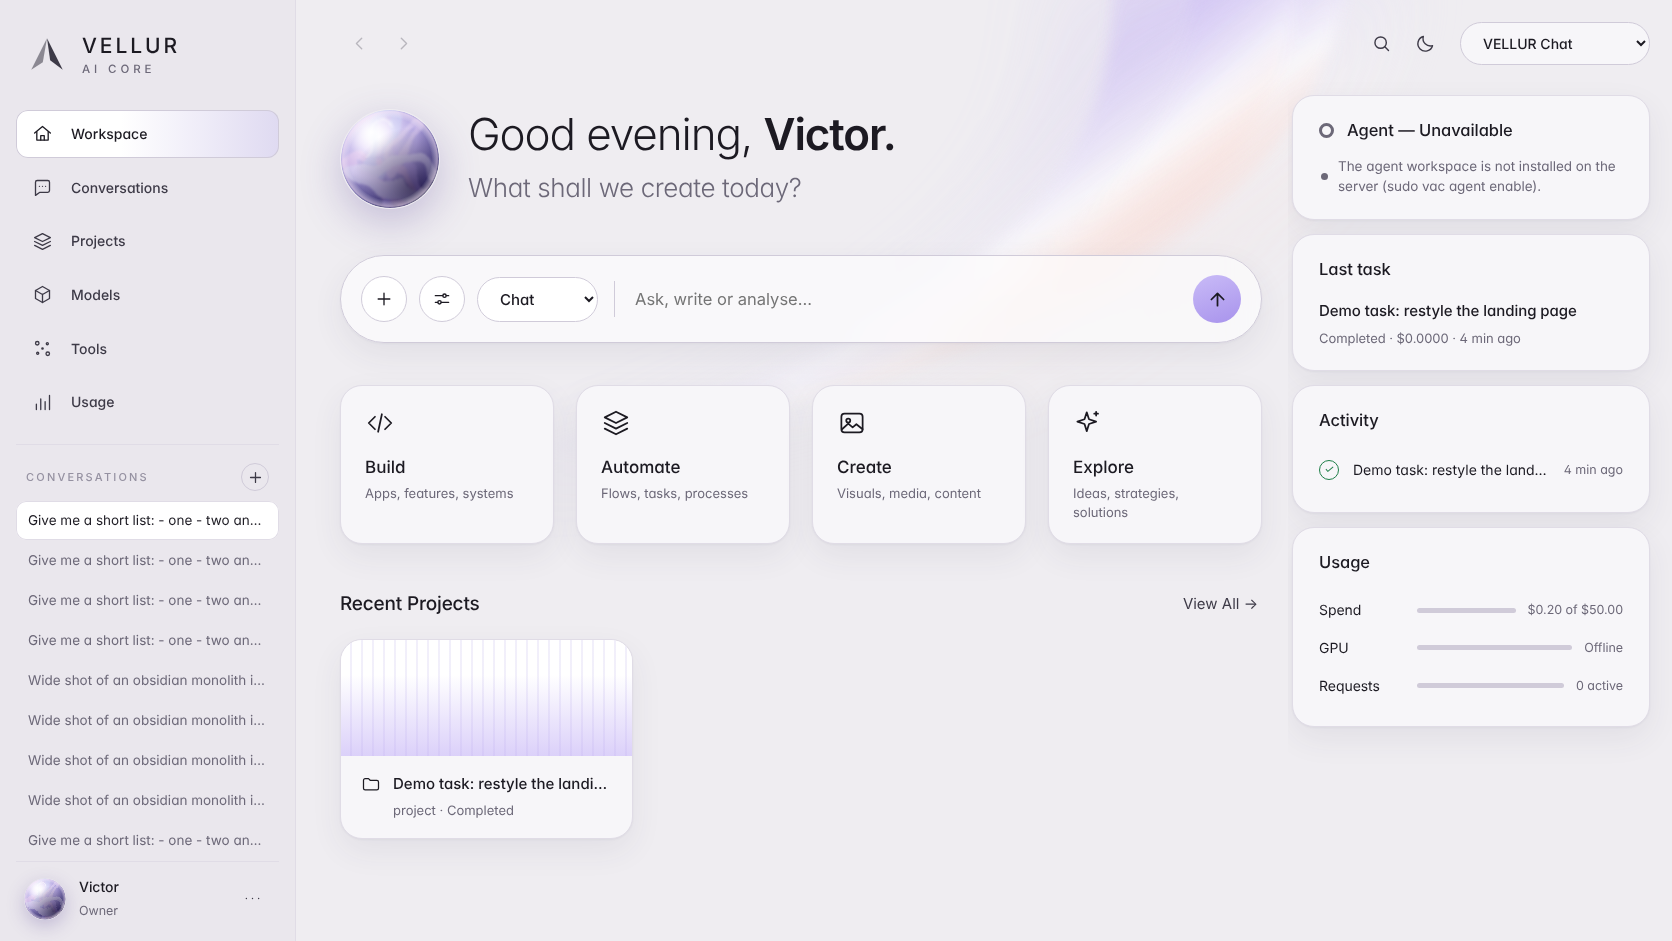 VELLUR
AI CORE
Workspace
Conversations
Projects
Models
Tools
Usage
CONVERSATIONS
Give me a short list: - one - two an...
Give me a short list: - one - two an...
Give me a short list: - one - two an...
Give me a short list: - one - two an...
Wide shot of an obsidian monolith i...
Wide shot of an obsidian monolith i...
Wide shot of an obsidian monolith i...
Wide shot of an obsidian monolith i...
Give me a short list: - one - two an...
Victor
Owner
...
VELLUR Chat
Good evening, Victor.
What shall we create today?
Chat
Ask, write or analyse...
Build
Apps, features, systems
Automate
Flows, tasks, processes
Create
Visuals, media, content
Explore
Ideas, strategies,
solutions
Recent Projects
View All →
Demo task: restyle the landi...
project · Completed
Agent — Unavailable
The agent workspace is not installed on the
server (sudo vac agent enable).
Last task
Demo task: restyle the landing page
Completed · $0.0000 · 4 min ago
Activity
Demo task: restyle the land... 4 min ago
Usage
Spend $0.20 of $50.00
GPU Offline
Requests 0 active